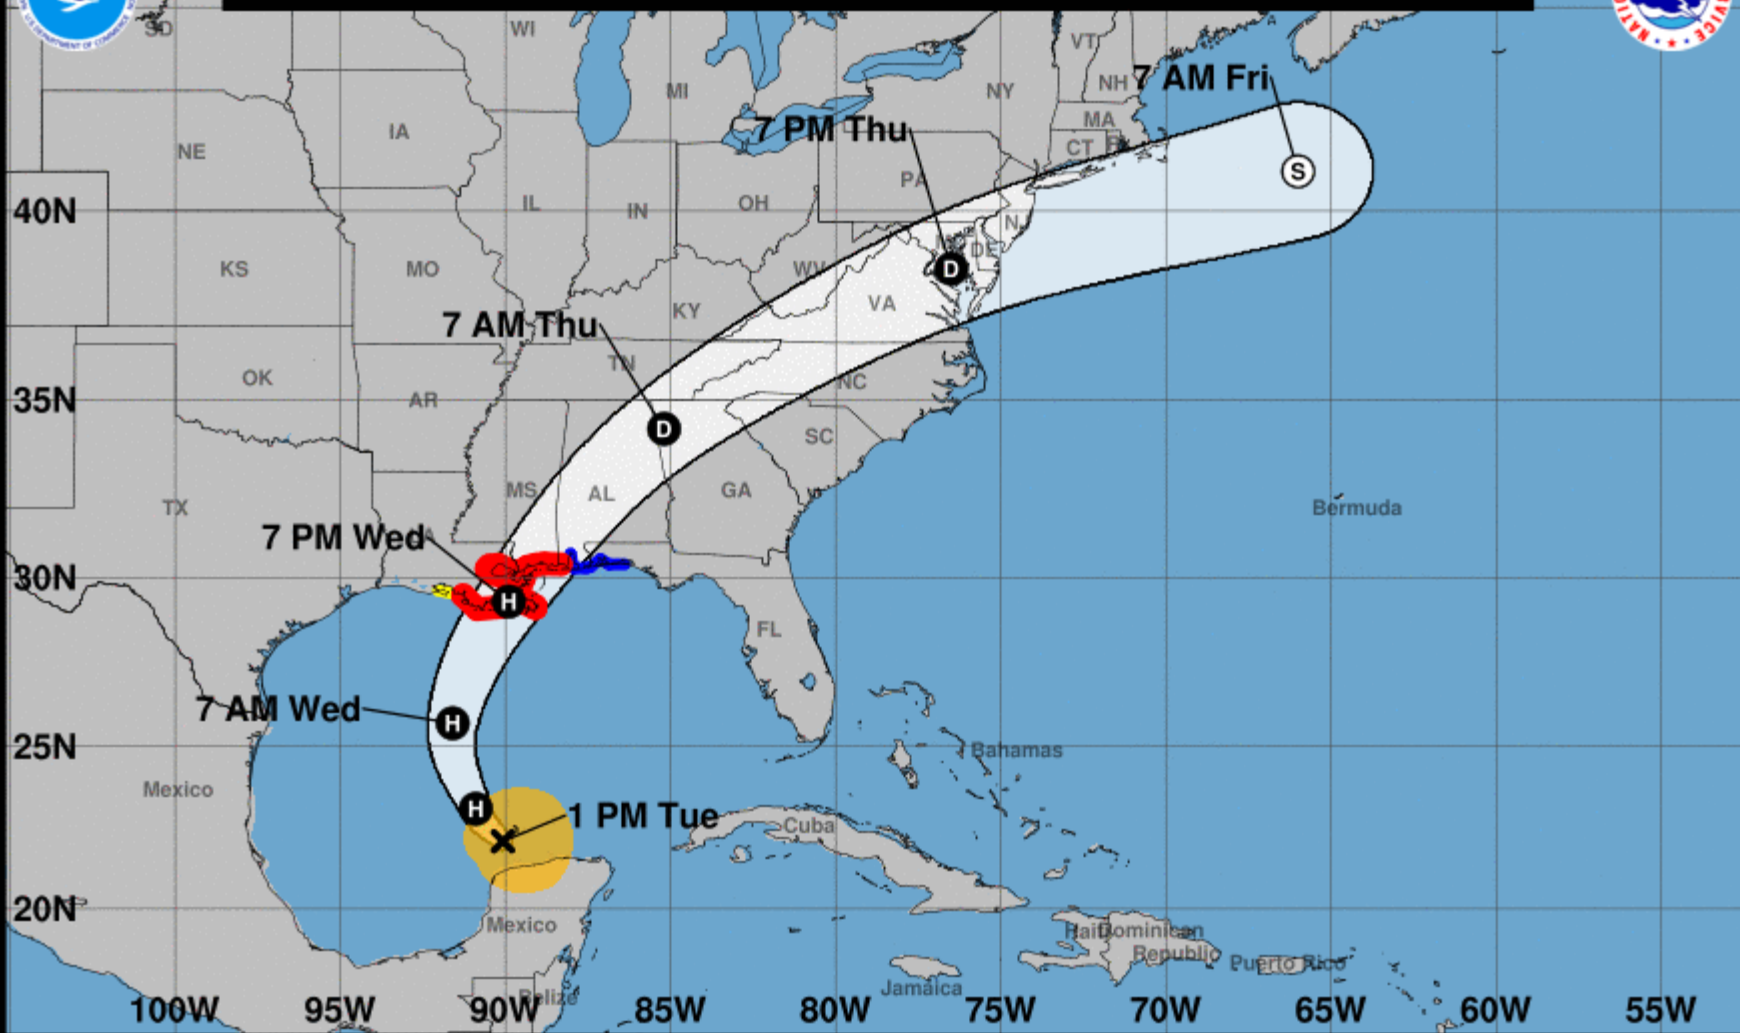 U.S. DEPARTMENT OF COMMERCE
SD
WI
VT
7 AM Fri
NH
MI
NY
7 PM Thu
MA
IA
CT
NE
PA
40N
IL
IN
OH
NJ
DE
KS
MO
WV
VA
KY
7 AM Thu
TN
OK
NC
35N
AR
SC
MS
AL
GA
TX
Bermuda
7 PM Wed
30N
H
FL
7 AM Wed
H
25N
Bahamas
Mexico
H
1 PM Tue
Cuba
20N
Mexico
Haiti
Dominican
Republic
Puerto Rico
Jamaica
Belize
100W 95W 90W 85W 80W 75W 70W 65W 60W 55W
D
D
S